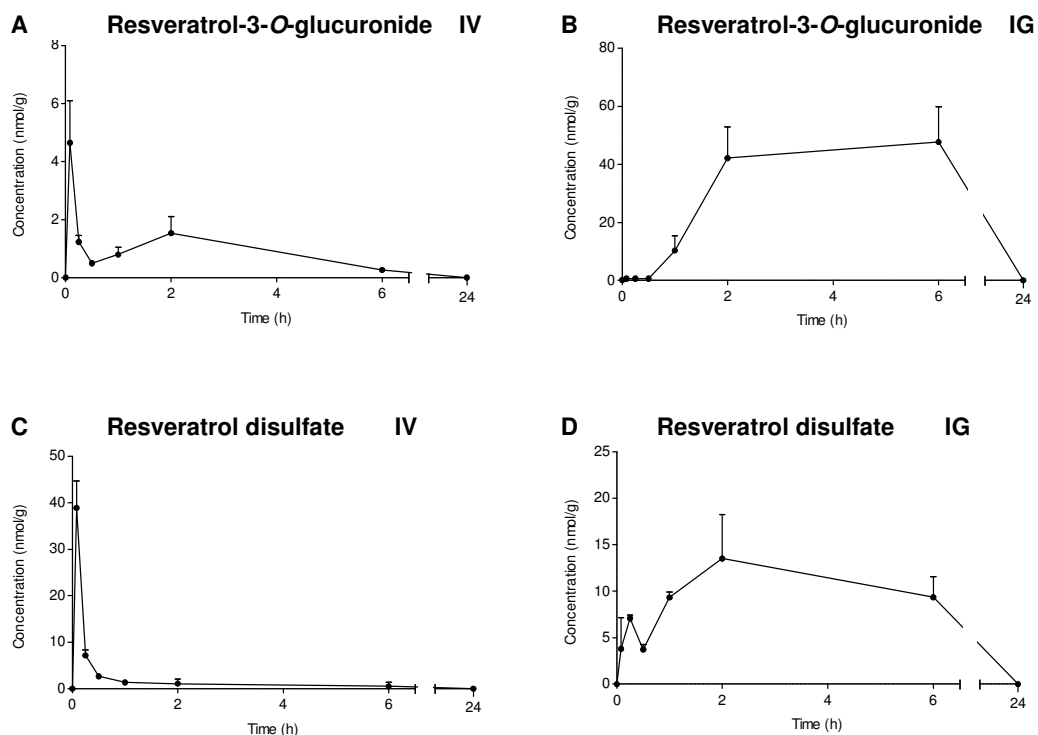 A Resveratrol-3-O-glucuronide IV
Concentration (nmol/g)
8
6
4
2
0
0 2 4 6 24
Time (h)
B Resveratrol-3-O-glucuronide IG
Concentration (nmol/g)
80
60
40
20
0
0 2 4 6 24
Time (h)
C Resveratrol disulfate IV
Concentration (nmol/g)
50
40
30
20
10
0
0 2 4 6 24
Time (h)
D Resveratrol disulfate IG
Concentration (nmol/g)
25
20
15
10
5
0
0 2 4 6 24
Time (h)